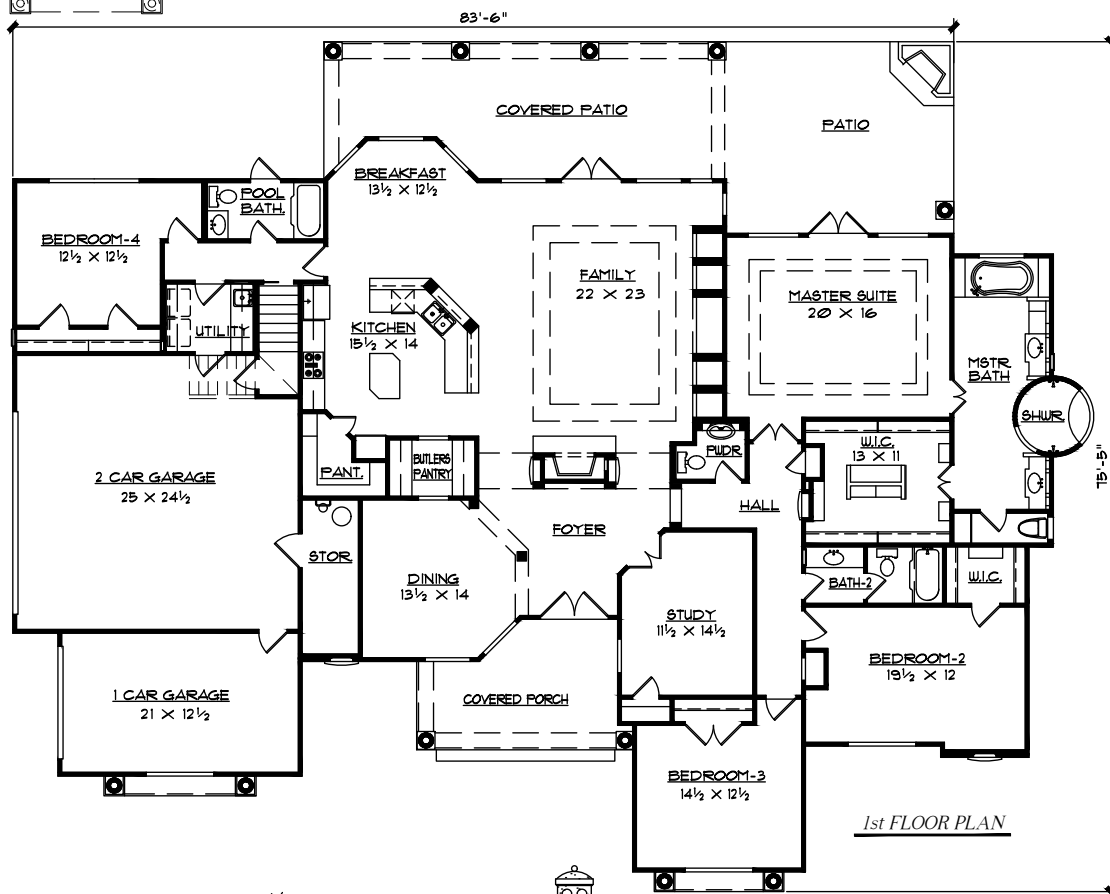 83'-6"
COVERED PATIO
PATIO
BREAKFAST
13½ X 12½
POOL
BATH.
BEDROOM-4
12½ X 12½
FAMILY
22 X 23
MASTER SUITE
20 X 16
UTILITY
KITCHEN
15½ X 14
MSTR
BATH
SHWR.
W.I.C.
13 X 11
PWDR.
BUTLERS
PANTRY
PANT.
2 CAR GARAGE
25 X 24½
75'-5"
HALL
FOYER
STOR
DINING
13½ X 14
BATH-2
W.I.C.
STUDY
11½ X 14½
BEDROOM-2
19½ X 12
1 CAR GARAGE
21 X 12½
COVERED PORCH
BEDROOM-3
14½ X 12½
1st FLOOR PLAN